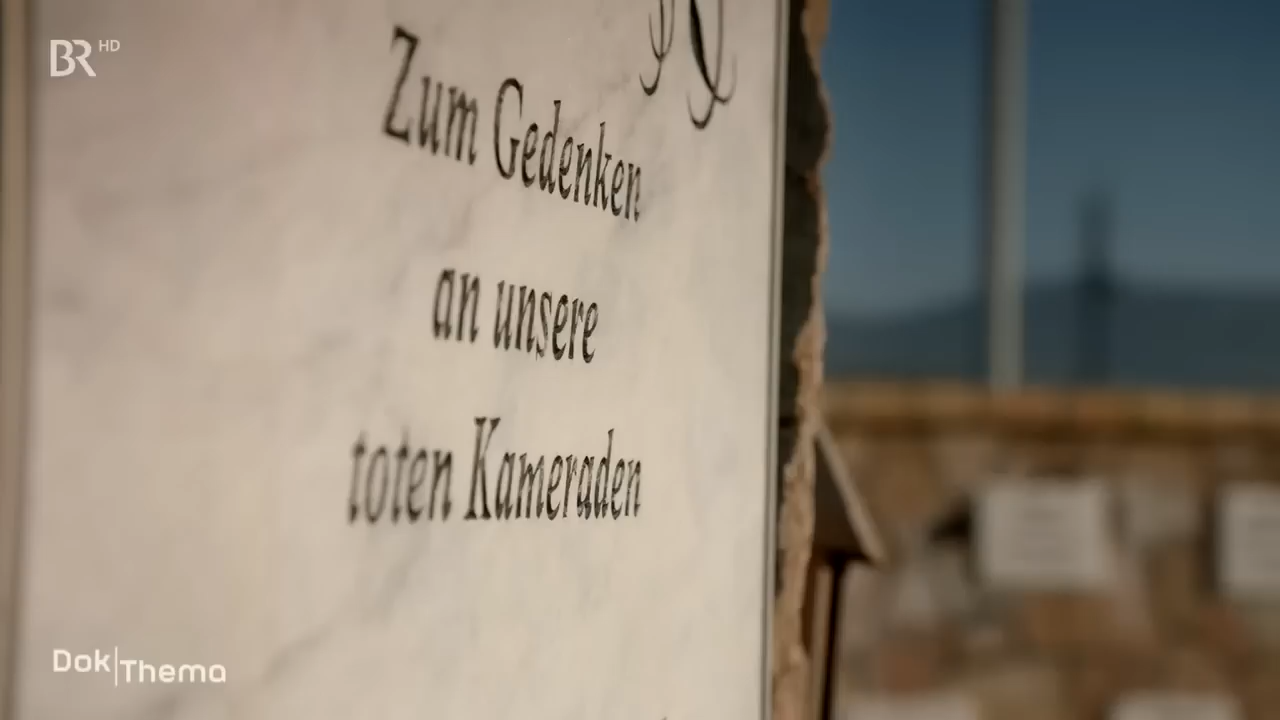 BR HD
Zum Gedenken
an unsere
toten Kameraden
Dok|Thema